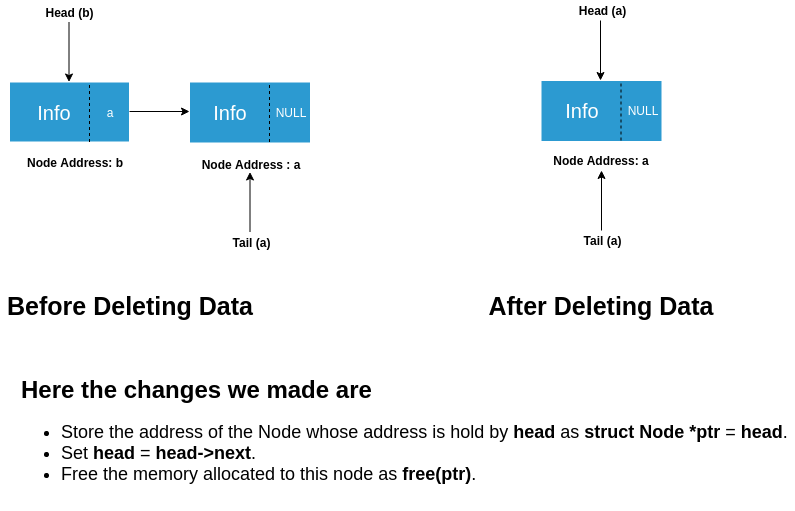 Head (b)
Head (a)
Info
a
Info
NULL
Info
NULL
Node Address: b
Node Address : a
Node Address: a
Tail (a)
Tail (a)
Before Deleting Data
After Deleting Data
Here the changes we made are
• Store the address of the Node whose address is hold by head as struct Node *ptr = head.
• Set head = head->next.
• Free the memory allocated to this node as free(ptr).